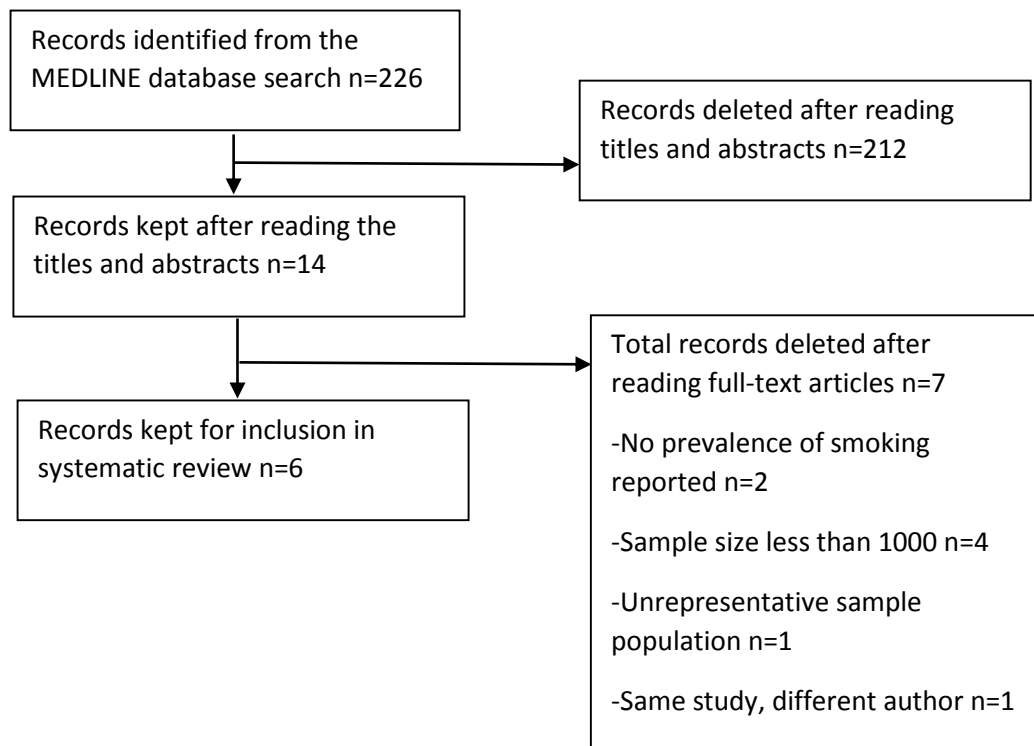 Records identified from the
MEDLINE database search n=226
Records deleted after reading
titles and abstracts n=212
Records kept after reading the
titles and abstracts n=14
Total records deleted after
reading full-text articles n=7
-No prevalence of smoking
reported n=2
-Sample size less than 1000 n=4
-Unrepresentative sample
population n=1
-Same study, different author n=1
Records kept for inclusion in
systematic review n=6